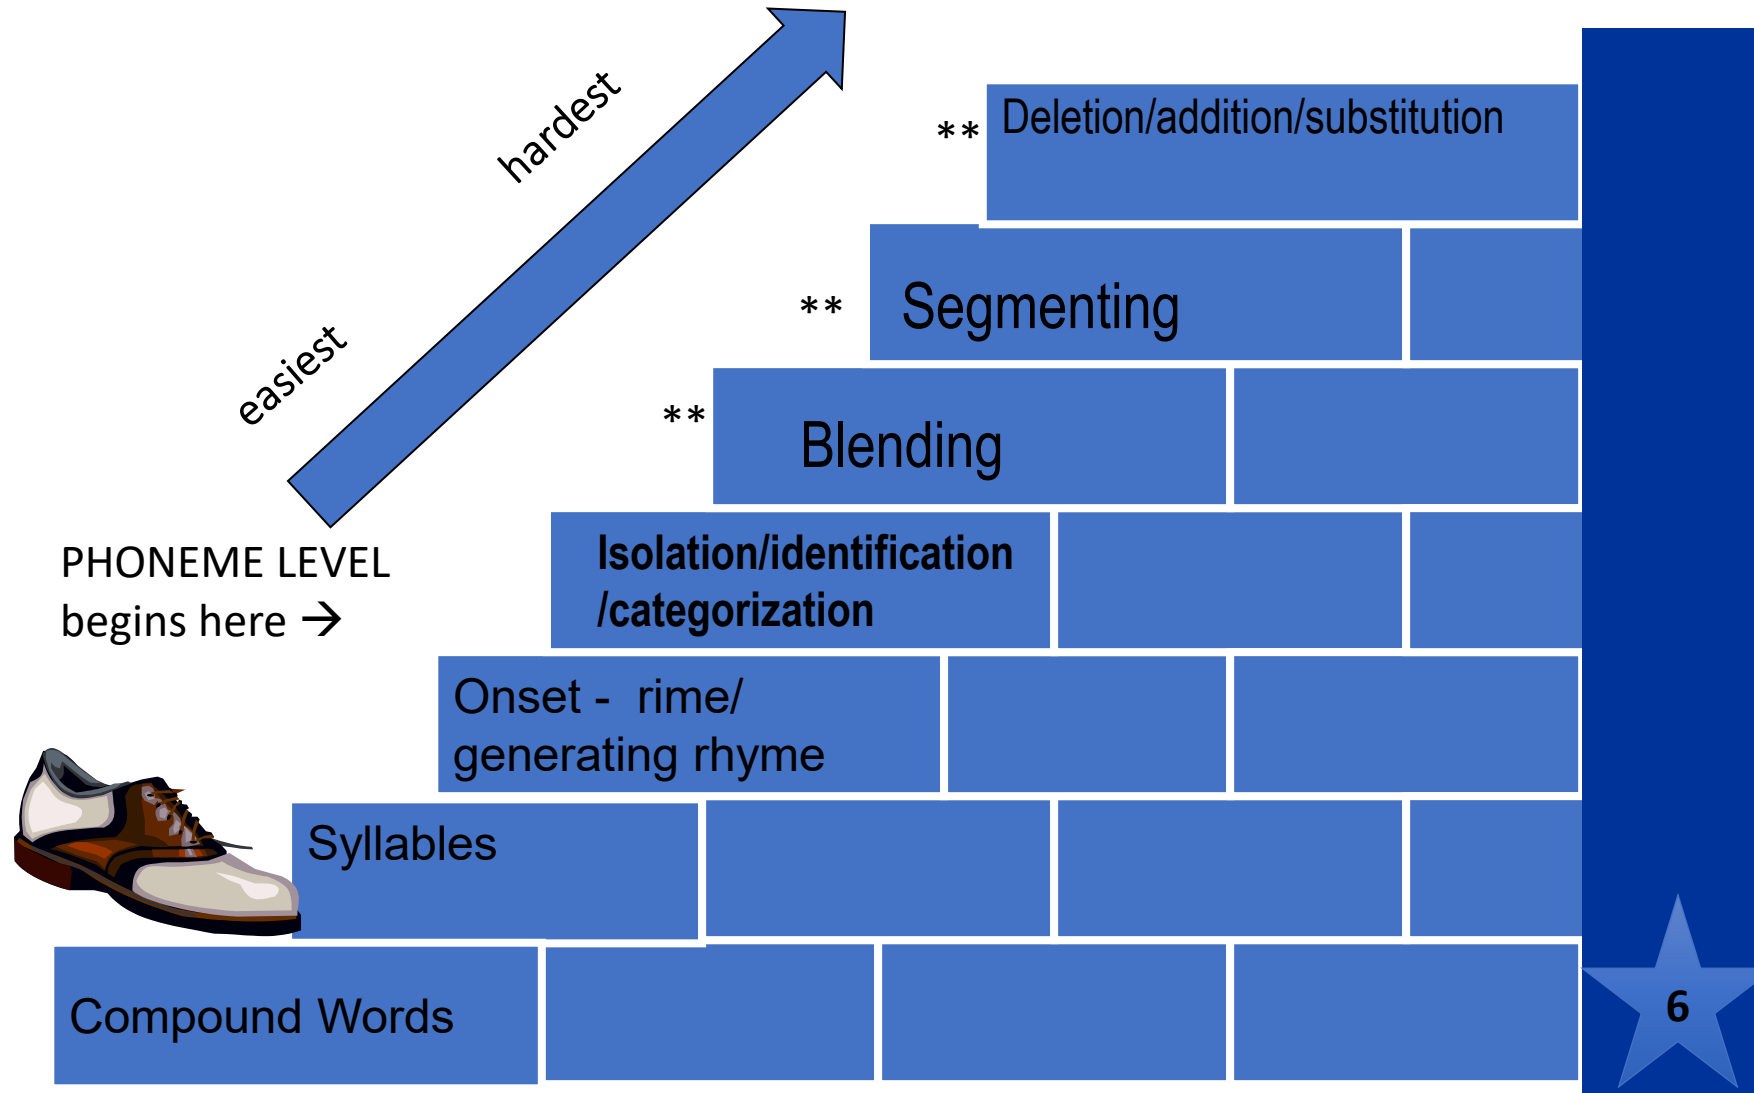 hardest
easiest
** Deletion/addition/substitution
** Segmenting
** Blending
PHONEME LEVEL
begins here →
Isolation/identification
/categorization
Onset - rime/
generating rhyme
Syllables
Compound Words
6